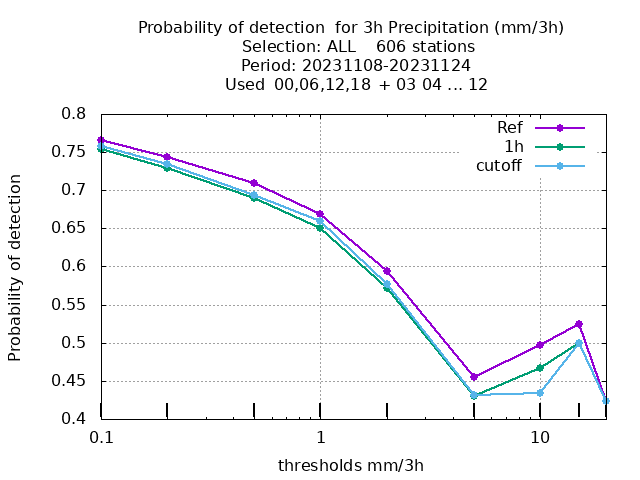 Probability of detection  for 3h Precipitation (mm/3h)
Selection: ALL    606 stations
Period: 20231108-20231124
Used  00,06,12,18  + 03 04 ... 12
Ref
1h
cutoff
0.8
0.75
0.7
0.65
0.6
0.55
0.5
0.45
0.4
Probability of detection
0.1
1
10
thresholds mm/3h